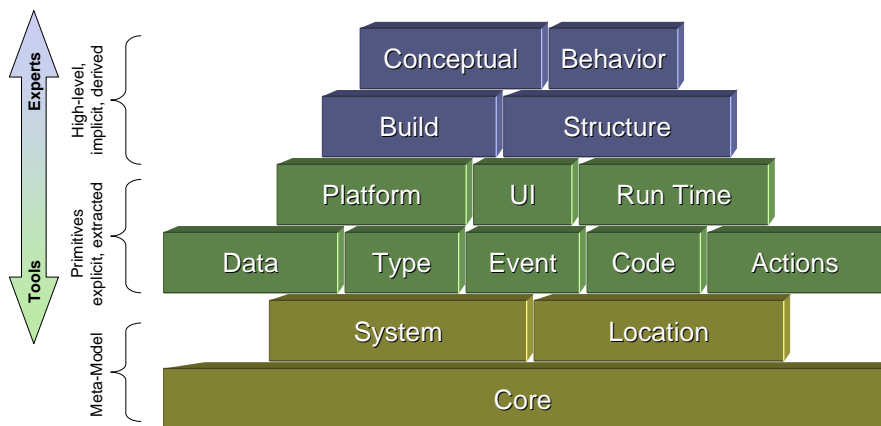 Experts
Tools
High-level,
implicit, derived
Primitives
explicit, extracted
Meta-Model
Conceptual
Behavior
Build
Structure
Platform
UI
Run Time
Data
Type
Event
Code
Actions
System
Location
Core